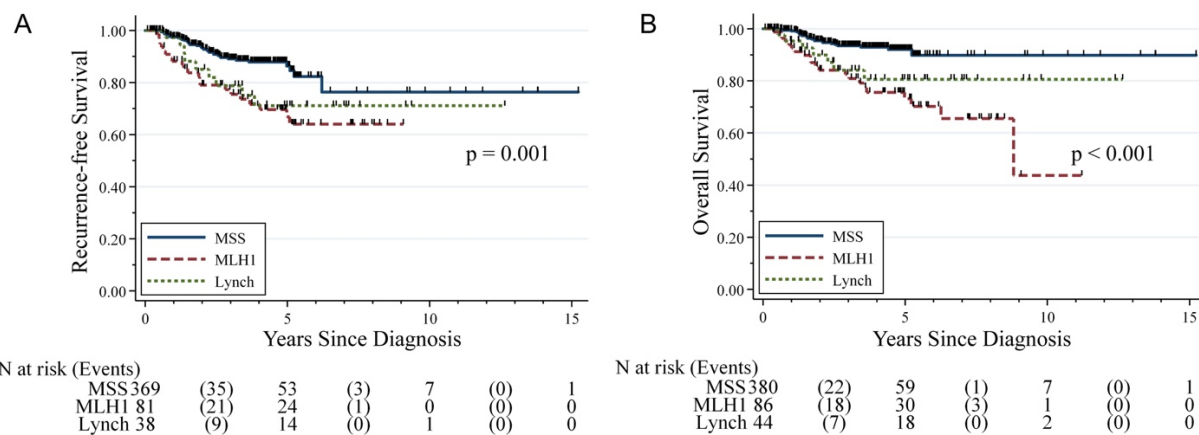 A
Recurrence-free Survival
1.00
0.80
0.60
0.40
0.20
0.00
p = 0.001
MSS
MLH1
Lynch
0 5 10 15
Years Since Diagnosis
N at risk (Events)
MSS 369 (35) 53 (3) 7 (0) 1
MLH1 81 (21) 24 (1) 0 (0) 0
Lynch 38 (9) 14 (0) 1 (0) 0
B
Overall Survival
1.00
0.80
0.60
0.40
0.20
0.00
p < 0.001
MSS
MLH1
Lynch
0 5 10 15
Years Since Diagnosis
N at risk (Events)
MSS 380 (22) 59 (1) 7 (0) 1
MLH1 86 (18) 30 (3) 1 (0) 0
Lynch 44 (7) 18 (0) 2 (0) 0